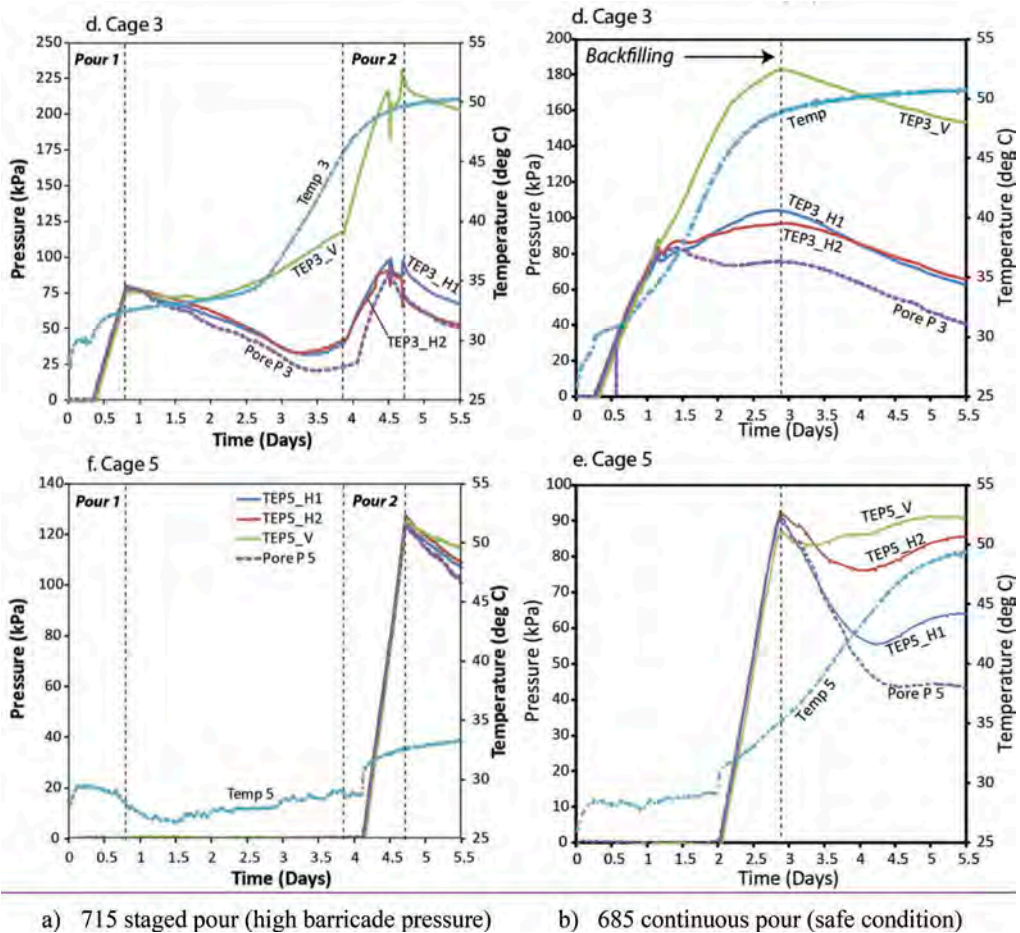 d. Cage 3
250
225
200
175
150
125
100
75
50
25
0
Pressure (kPa)
Pour 1
Pour 2
Temp 3
TEP3_V
TEP3_H1
TEP3_H2
Pore P 3
55
50
45
40
35
30
25
Temperature (deg C)
0 0.5 1 1.5 2 2.5 3 3.5 4 4.5 5 5.5
Time (Days)
d. Cage 3
200
180
160
140
120
100
80
60
40
20
0
Pressure (kPa)
Backfilling
Temp
TEP3_V
TEP3_H1
TEP3_H2
Pore P 3
55
50
45
40
35
30
25
Temperature (deg C)
0 0.5 1 1.5 2 2.5 3 3.5 4 4.5 5 5.5
Time (Days)
f. Cage 5
140
120
100
80
60
40
20
0
Pressure (kPa)
Pour 1
Pour 2
TEP5_H1
TEP5_H2
TEP5_V
Pore P 5
Temp 5
55
50
45
40
35
30
25
Temperature (deg C)
0 0.5 1 1.5 2 2.5 3 3.5 4 4.5 5 5.5
Time (Days)
e. Cage 5
100
90
80
70
60
50
40
30
20
10
0
Pressure (kPa)
TEP5_V
TEP5_H2
TEP5_H1
Pore P 5
Temp 5
55
50
45
40
35
30
25
Temperature (deg C)
0 0.5 1 1.5 2 2.5 3 3.5 4 4.5 5 5.5
Time (Days)
a) 715 staged pour (high barricade pressure)
b) 685 continuous pour (safe condition)